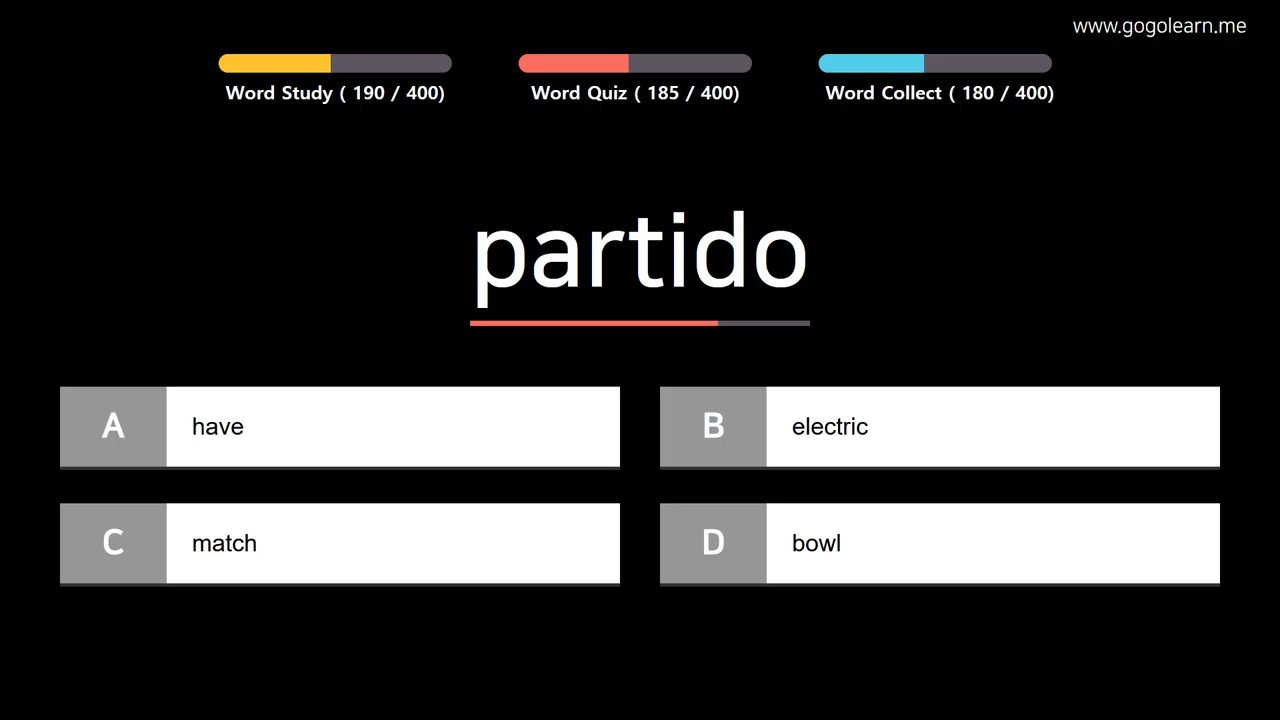 www.gogolearn.me
Word Study ( 190 / 400)
Word Quiz ( 185 / 400)
Word Collect ( 180 / 400)
partido
A have
B electric
C match
D bowl